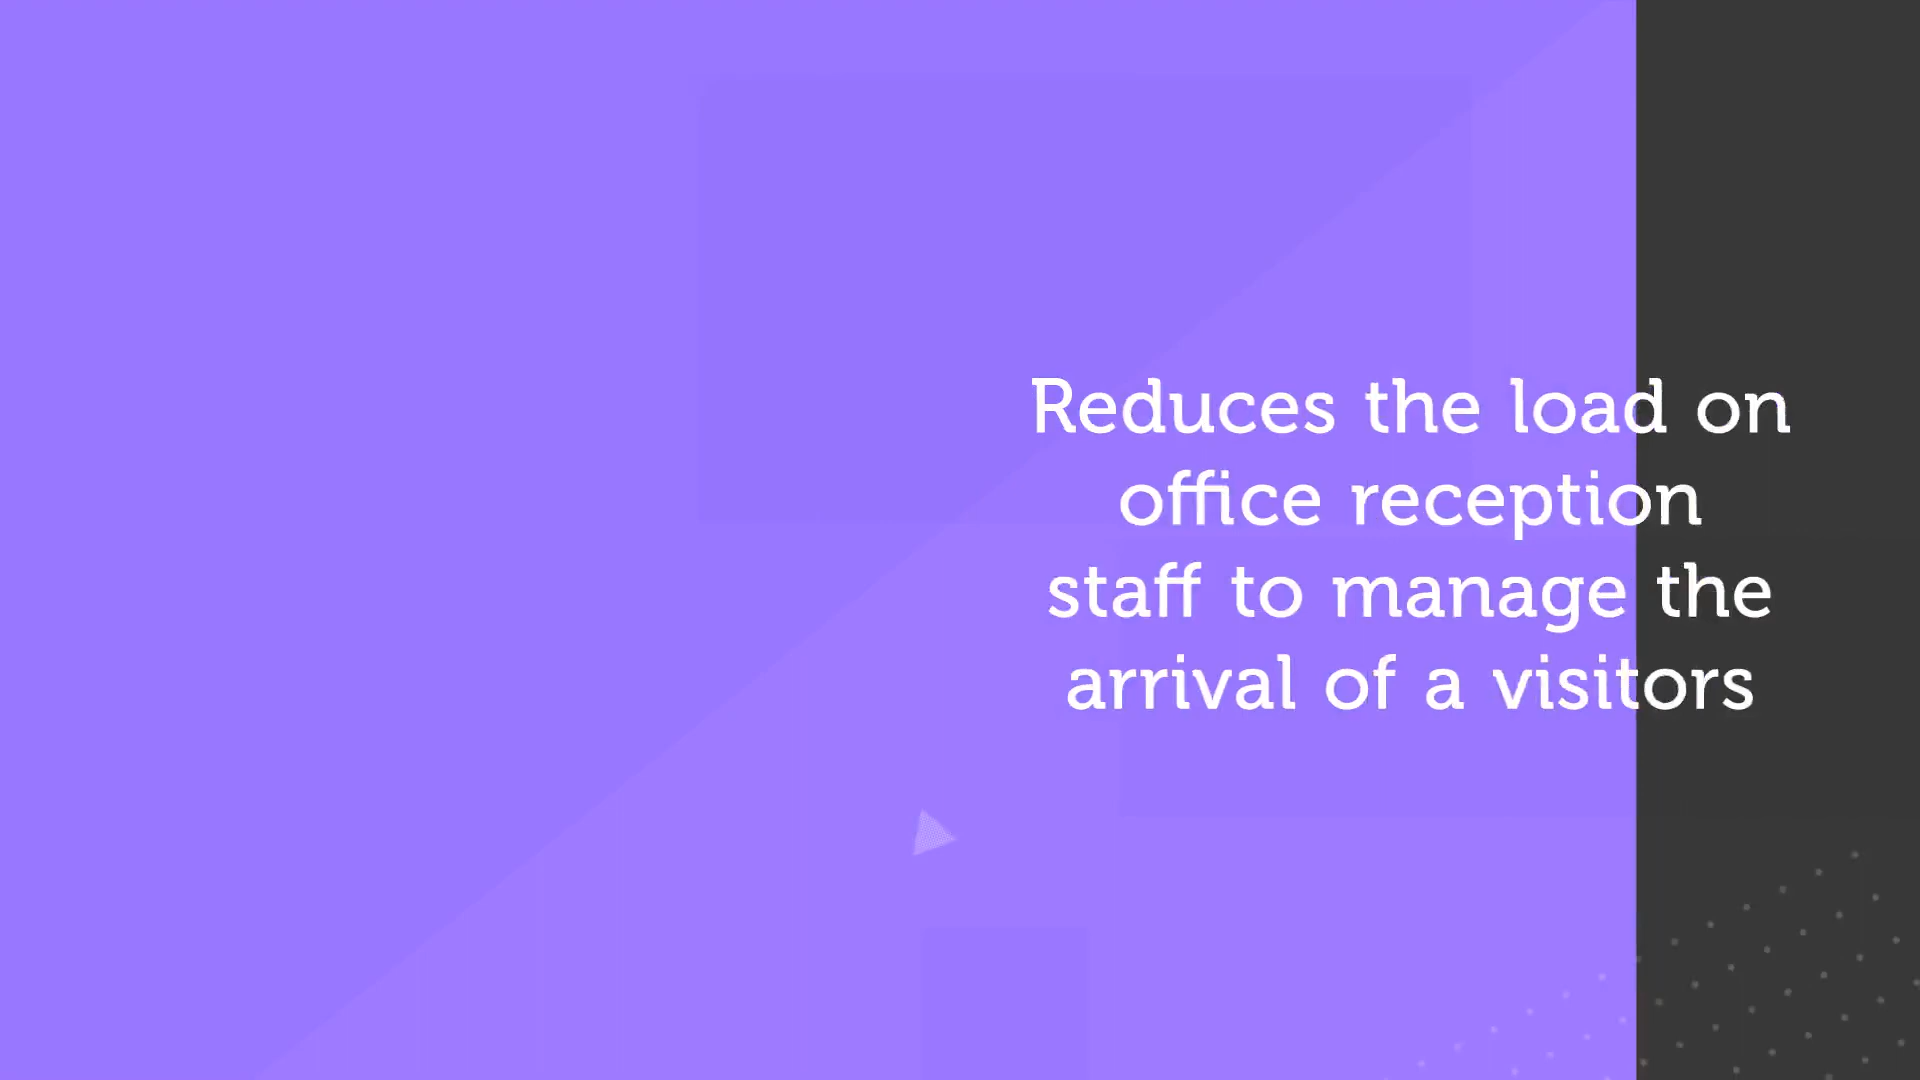 Reduces the load on
office reception
staff to manage the
arrival of a visitors